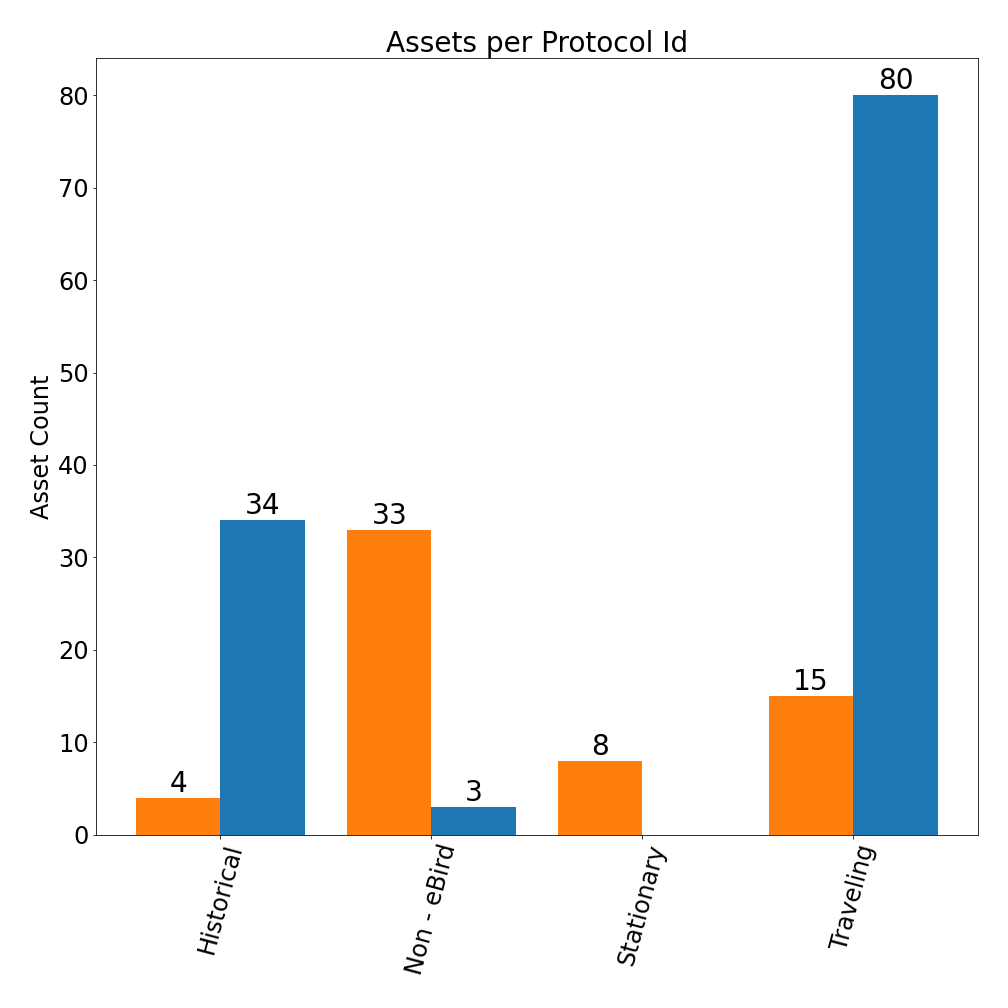 Assets per Protocol Id
Asset Count
80
70
60
50
40
30
20
10
0
4
34
33
3
8
15
80
Historical
Non - eBird
Stationary
Traveling